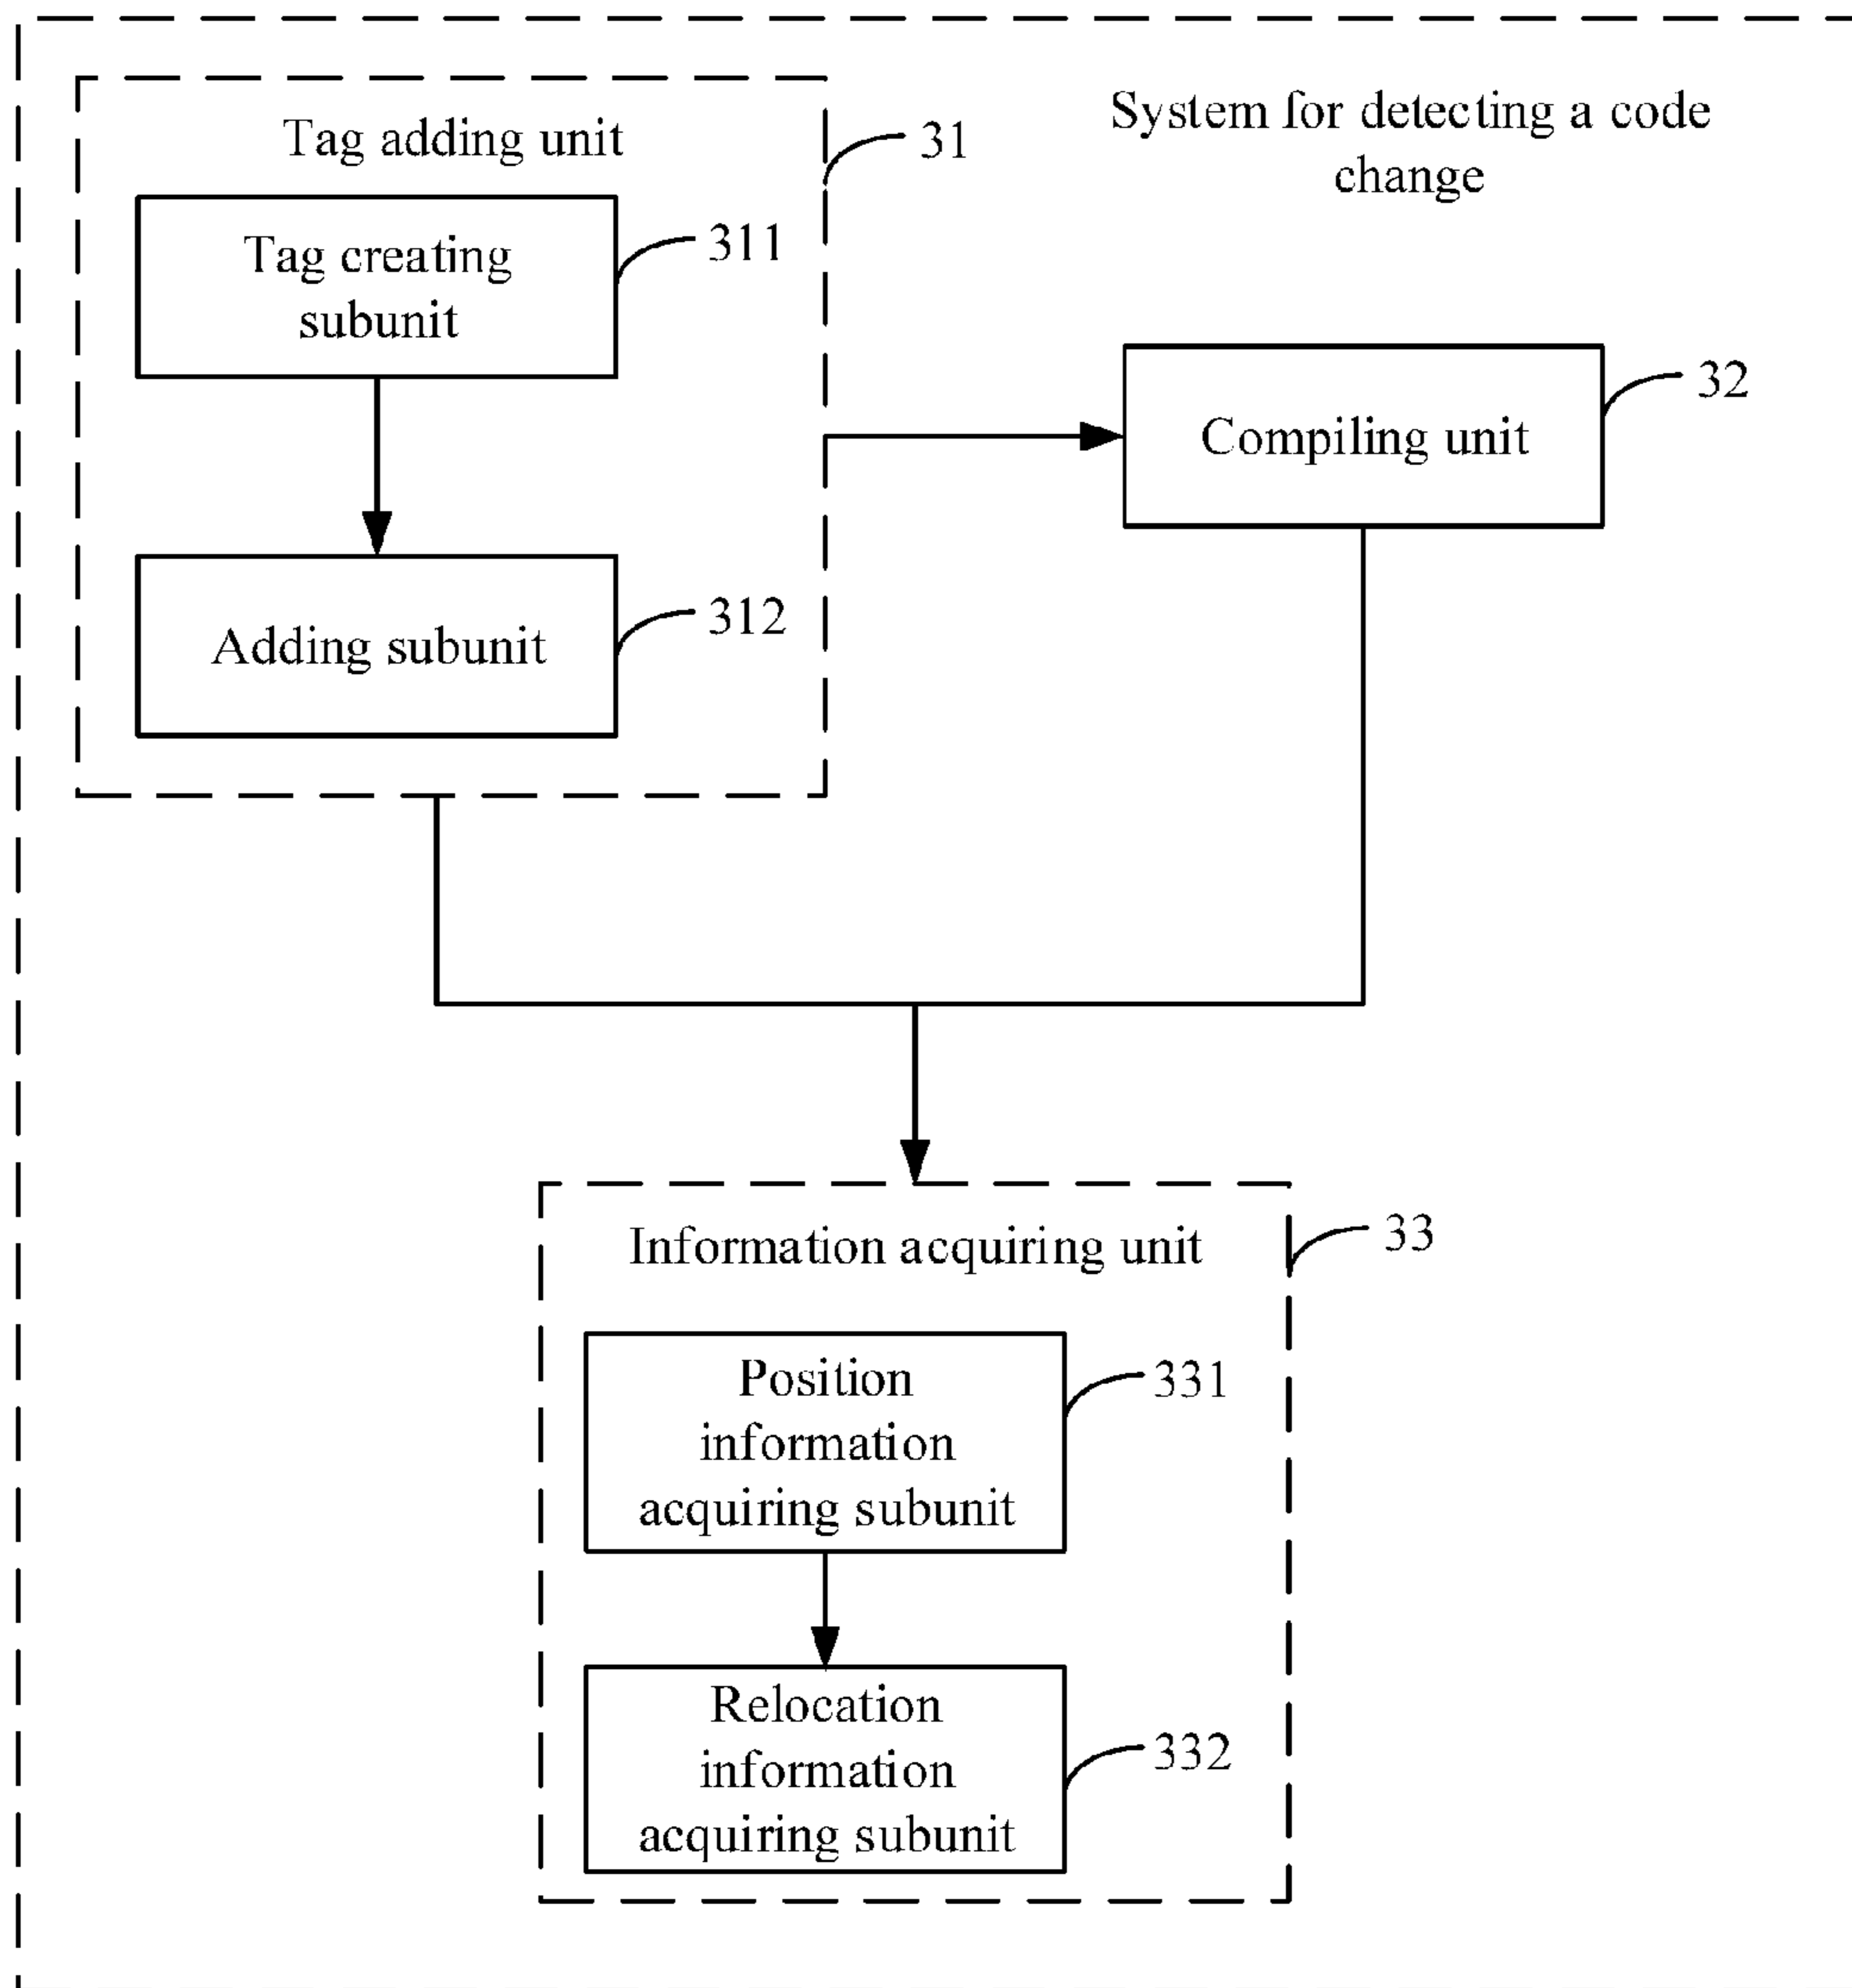 System for detecting a code
change
Tag adding unit
31
Tag creating
subunit
311
Adding subunit
312
Compiling unit
32
Information acquiring unit
33
Position
information
acquiring subunit
331
Relocation
information
acquiring subunit
332